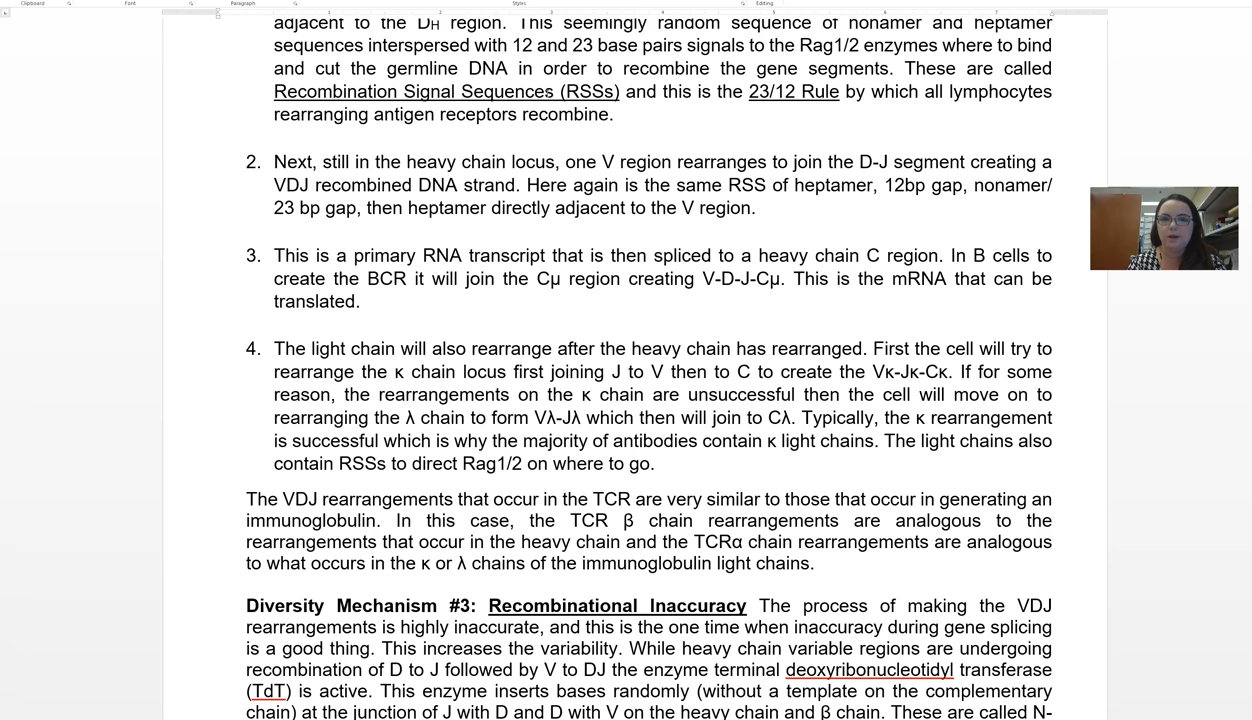 Clipboard
Font
Paragraph
Styles
Editing
1 2 3 4 5 6 7
adjacent to the DH region. This seemingly random sequence of nonamer and heptamer
sequences interspersed with 12 and 23 base pairs signals to the Rag1/2 enzymes where to bind
and cut the germline DNA in order to recombine the gene segments. These are called
Recombination Signal Sequences (RSSs) and this is the 23/12 Rule by which all lymphocytes
rearranging antigen receptors recombine.
2. Next, still in the heavy chain locus, one V region rearranges to join the D-J segment creating a
VDJ recombined DNA strand. Here again is the same RSS of heptamer, 12bp gap, nonamer/
23 bp gap, then heptamer directly adjacent to the V region.
3. This is a primary RNA transcript that is then spliced to a heavy chain C region. In B cells to
create the BCR it will join the Cμ region creating V-D-J-Cμ. This is the mRNA that can be
translated.
4. The light chain will also rearrange after the heavy chain has rearranged. First the cell will try to
rearrange the κ chain locus first joining J to V then to C to create the Vκ-Jκ-Cκ. If for some
reason, the rearrangements on the κ chain are unsuccessful then the cell will move on to
rearranging the λ chain to form Vλ-Jλ which then will join to Cλ. Typically, the κ rearrangement
is successful which is why the majority of antibodies contain κ light chains. The light chains also
contain RSSs to direct Rag1/2 on where to go.
The VDJ rearrangements that occur in the TCR are very similar to those that occur in generating an
immunoglobulin. In this case, the TCR β chain rearrangements are analogous to the
rearrangements that occur in the heavy chain and the TCRα chain rearrangements are analogous
to what occurs in the κ or λ chains of the immunoglobulin light chains.
Diversity Mechanism #3: Recombinational Inaccuracy The process of making the VDJ
rearrangements is highly inaccurate, and this is the one time when inaccuracy during gene splicing
is a good thing. This increases the variability. While heavy chain variable regions are undergoing
recombination of D to J followed by V to DJ the enzyme terminal deoxyribonucleotidyl transferase
(TdT) is active. This enzyme inserts bases randomly (without a template on the complementary
chain) at the junction of J with D and D with V on the heavy chain and β chain. These are called N-